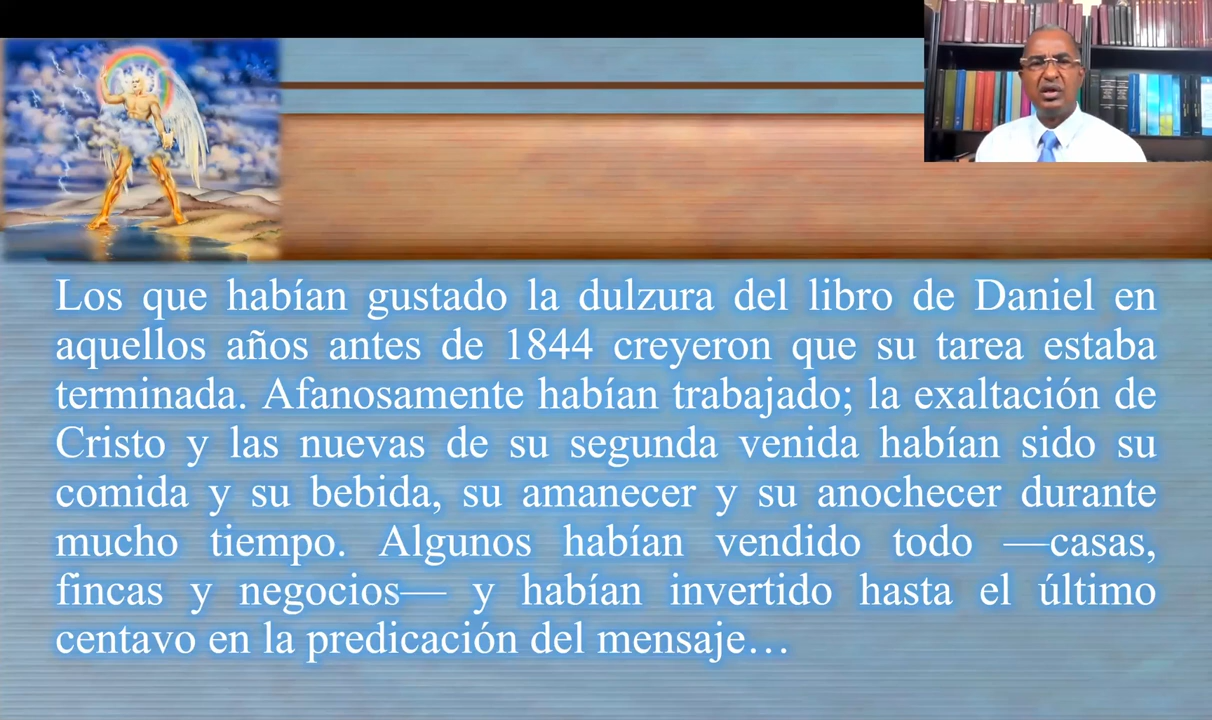 Los que habían gustado la dulzura del libro de Daniel en
aquellos años antes de 1844 creyeron que su tarea estaba
terminada. Afanosamente habían trabajado; la exaltación de
Cristo y las nuevas de su segunda venida habían sido su
comida y su bebida, su amanecer y su anochecer durante
mucho tiempo. Algunos habían vendido todo —casas,
fincas y negocios— y habían invertido hasta el último
centavo en la predicación del mensaje…